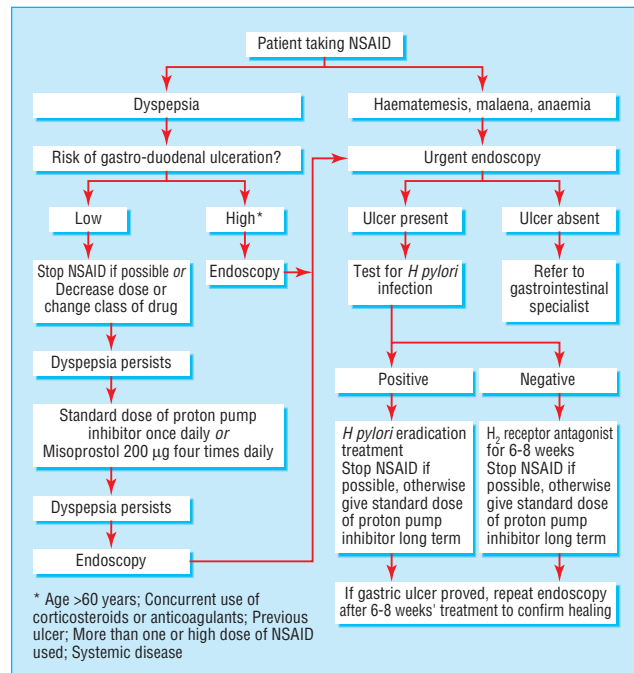 Patient taking NSAID
Dyspepsia
Haematemesis, malaena, anaemia
Risk of gastro-duodenal ulceration?
Urgent endoscopy
Low
High*
Ulcer present
Ulcer absent
Stop NSAID if possible or
Decrease dose or
change class of drug
Endoscopy
Test for H pylori
infection
Refer to
gastrointestinal
specialist
Dyspepsia persists
Positive
Negative
Standard dose of proton pump
inhibitor once daily or
Misoprostol 200 µg four times daily
H pylori eradication
treatment
Stop NSAID if
possible, otherwise
give standard dose
of proton pump
inhibitor long term
H₂ receptor antagonist
for 6-8 weeks
Stop NSAID if
possible, otherwise
give standard dose
of proton pump
inhibitor long term
Dyspepsia persists
Endoscopy
If gastric ulcer proved, repeat endoscopy
after 6-8 weeks' treatment to confirm healing
* Age >60 years; Concurrent use of
corticosteroids or anticoagulants; Previous
ulcer; More than one or high dose of NSAID
used; Systemic disease